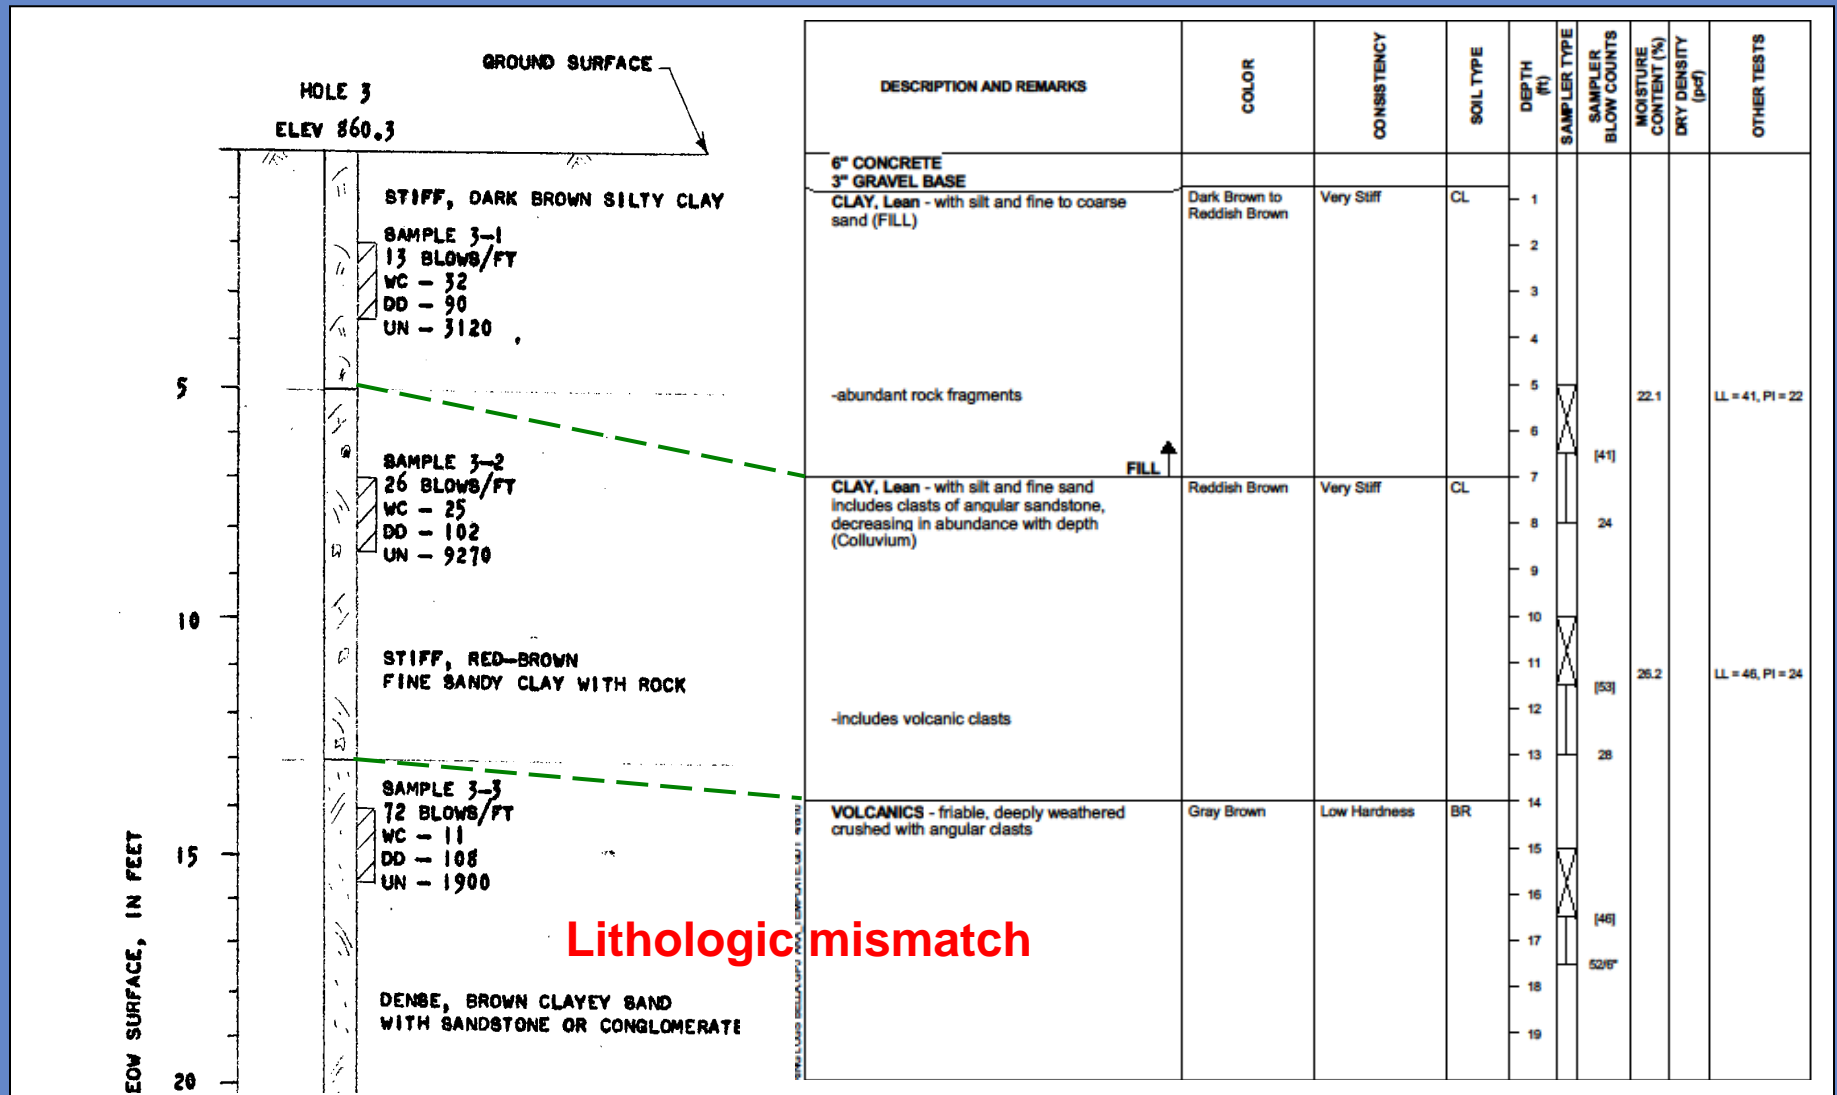 GROUND SURFACE
HOLE 3
ELEV 860.3
STIFF, DARK BROWN SILTY CLAY
SAMPLE 3-1
13 BLOWS/FT
WC - 32
DD - 90
UN - 3120
5
SAMPLE 3-2
26 BLOWS/FT
WC - 25
DD - 102
UN - 9270
10
STIFF, RED-BROWN
FINE SANDY CLAY WITH ROCK
SAMPLE 3-3
72 BLOWS/FT
WC - 11
DD - 108
UN - 1900
15
DENSE, BROWN CLAYEY SAND
WITH SANDSTONE OR CONGLOMERATE
20
SURFACE, IN FEET
Lithologic mismatch
DESCRIPTION AND REMARKS
COLOR
CONSISTENCY
SOIL TYPE
DEPTH
(ft)
SAMPLER TYPE
SAMPLER
BLOW COUNTS
MOISTURE
CONTENT (%)
DRY DENSITY
(pcf)
OTHER TESTS
6" CONCRETE
3" GRAVEL BASE
CLAY, Lean - with silt and fine to coarse
sand (FILL)
Dark Brown to
Reddish Brown
Very Stiff
CL
1
2
3
4
-abundant rock fragments
5
22.1
LL = 41, PI = 22
6
[41]
FILL
7
CLAY, Lean - with silt and fine sand
includes clasts of angular sandstone,
decreasing in abundance with depth
(Colluvium)
Reddish Brown
Very Stiff
CL
8
24
9
10
11
[53]
26.2
LL = 46, PI = 24
12
-includes volcanic clasts
13
28
14
VOLCANICS - friable, deeply weathered
crushed with angular clasts
Gray Brown
Low Hardness
BR
15
16
[46]
17
52/6"
18
19